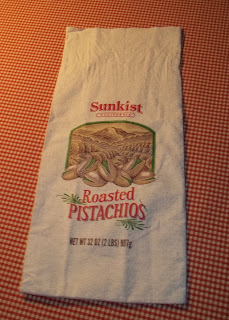 Sunkist
Roasted
PISTACHIOS
NET WT 32 OZ (2 LBS) 907g